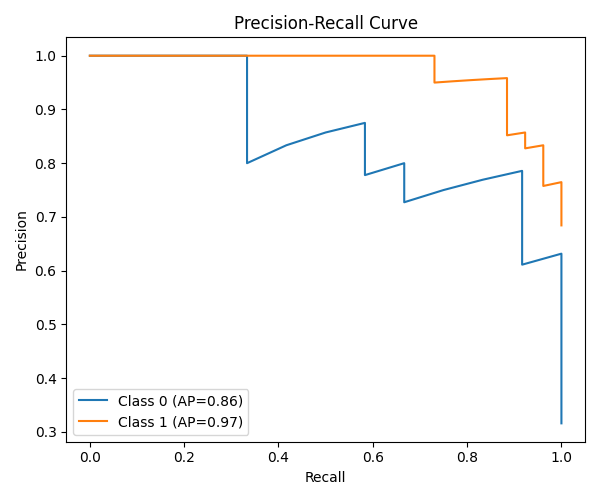 Precision-Recall Curve
1.0
0.9
0.8
0.7
0.6
0.5
0.4
0.3
Precision
Class 0 (AP=0.86)
Class 1 (AP=0.97)
0.0 0.2 0.4 0.6 0.8 1.0
Recall